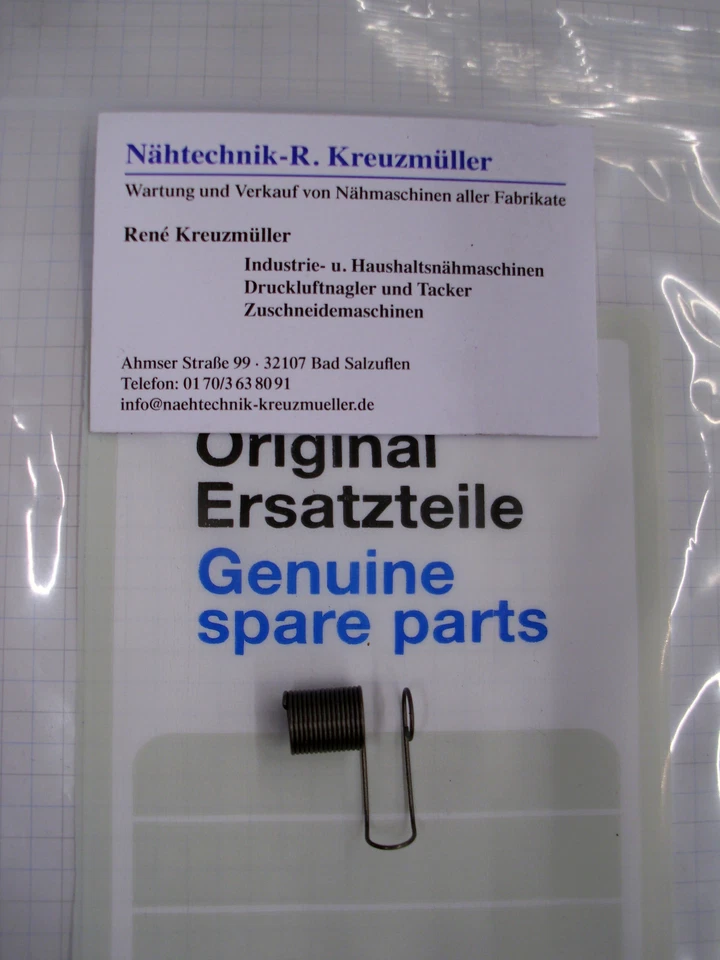 Nähtechnik-R. Kreuzmüller
Wartung und Verkauf von Nähmaschinen aller Fabrikate
René Kreuzmüller
Industrie- u. Haushaltsnähmaschinen
Druckluftnagler und Tacker
Zuschneidemaschinen
Ahmser Straße 99 · 32107 Bad Salzuflen
Telefon: 01 70/3 63 80 91
info@naehtechnik-kreuzmueller.de
Original
Ersatzteile
Genuine
spare parts